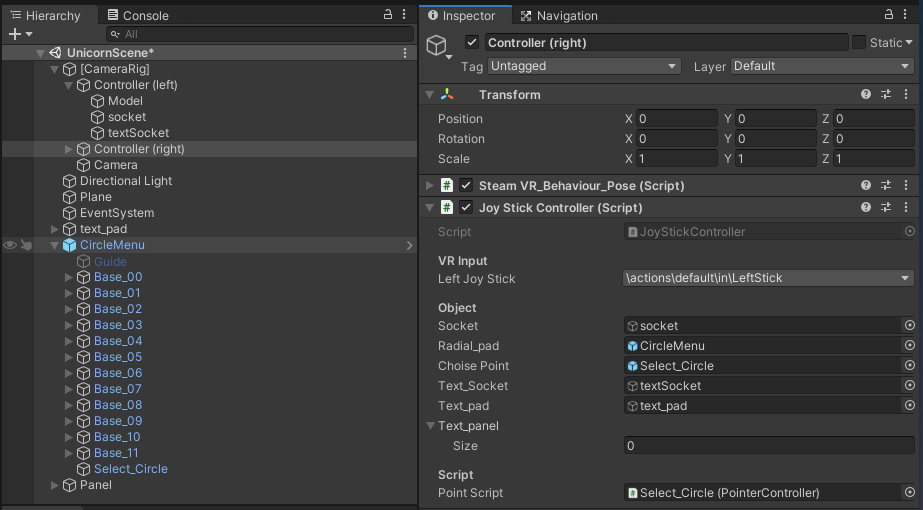 Hierarchy
Console
All
UnicornScene*
[CameraRig]
Controller (left)
Model
socket
textSocket
Controller (right)
Camera
Directional Light
Plane
EventSystem
text_pad
CircleMenu
Guide
Base_00
Base_01
Base_02
Base_03
Base_04
Base_05
Base_06
Base_07
Base_08
Base_09
Base_10
Base_11
Select_Circle
Panel
Inspector
Navigation
Controller (right)
Static
Tag Untagged Layer Default
Transform
Position X 0 Y 0 Z 0
Rotation X 0 Y 0 Z 0
Scale X 1 Y 1 Z 1
# Steam VR_Behaviour_Pose (Script)
# Joy Stick Controller (Script)
Script # JoyStickController
VR Input
Left Joy Stick \actions\default\in\LeftStick
Object
Socket socket
Radial_pad CircleMenu
Choise Point Select_Circle
Text_Socket textSocket
Text_pad text_pad
Text_panel
Size 0
Script
Point Script # Select_Circle (PointerController)